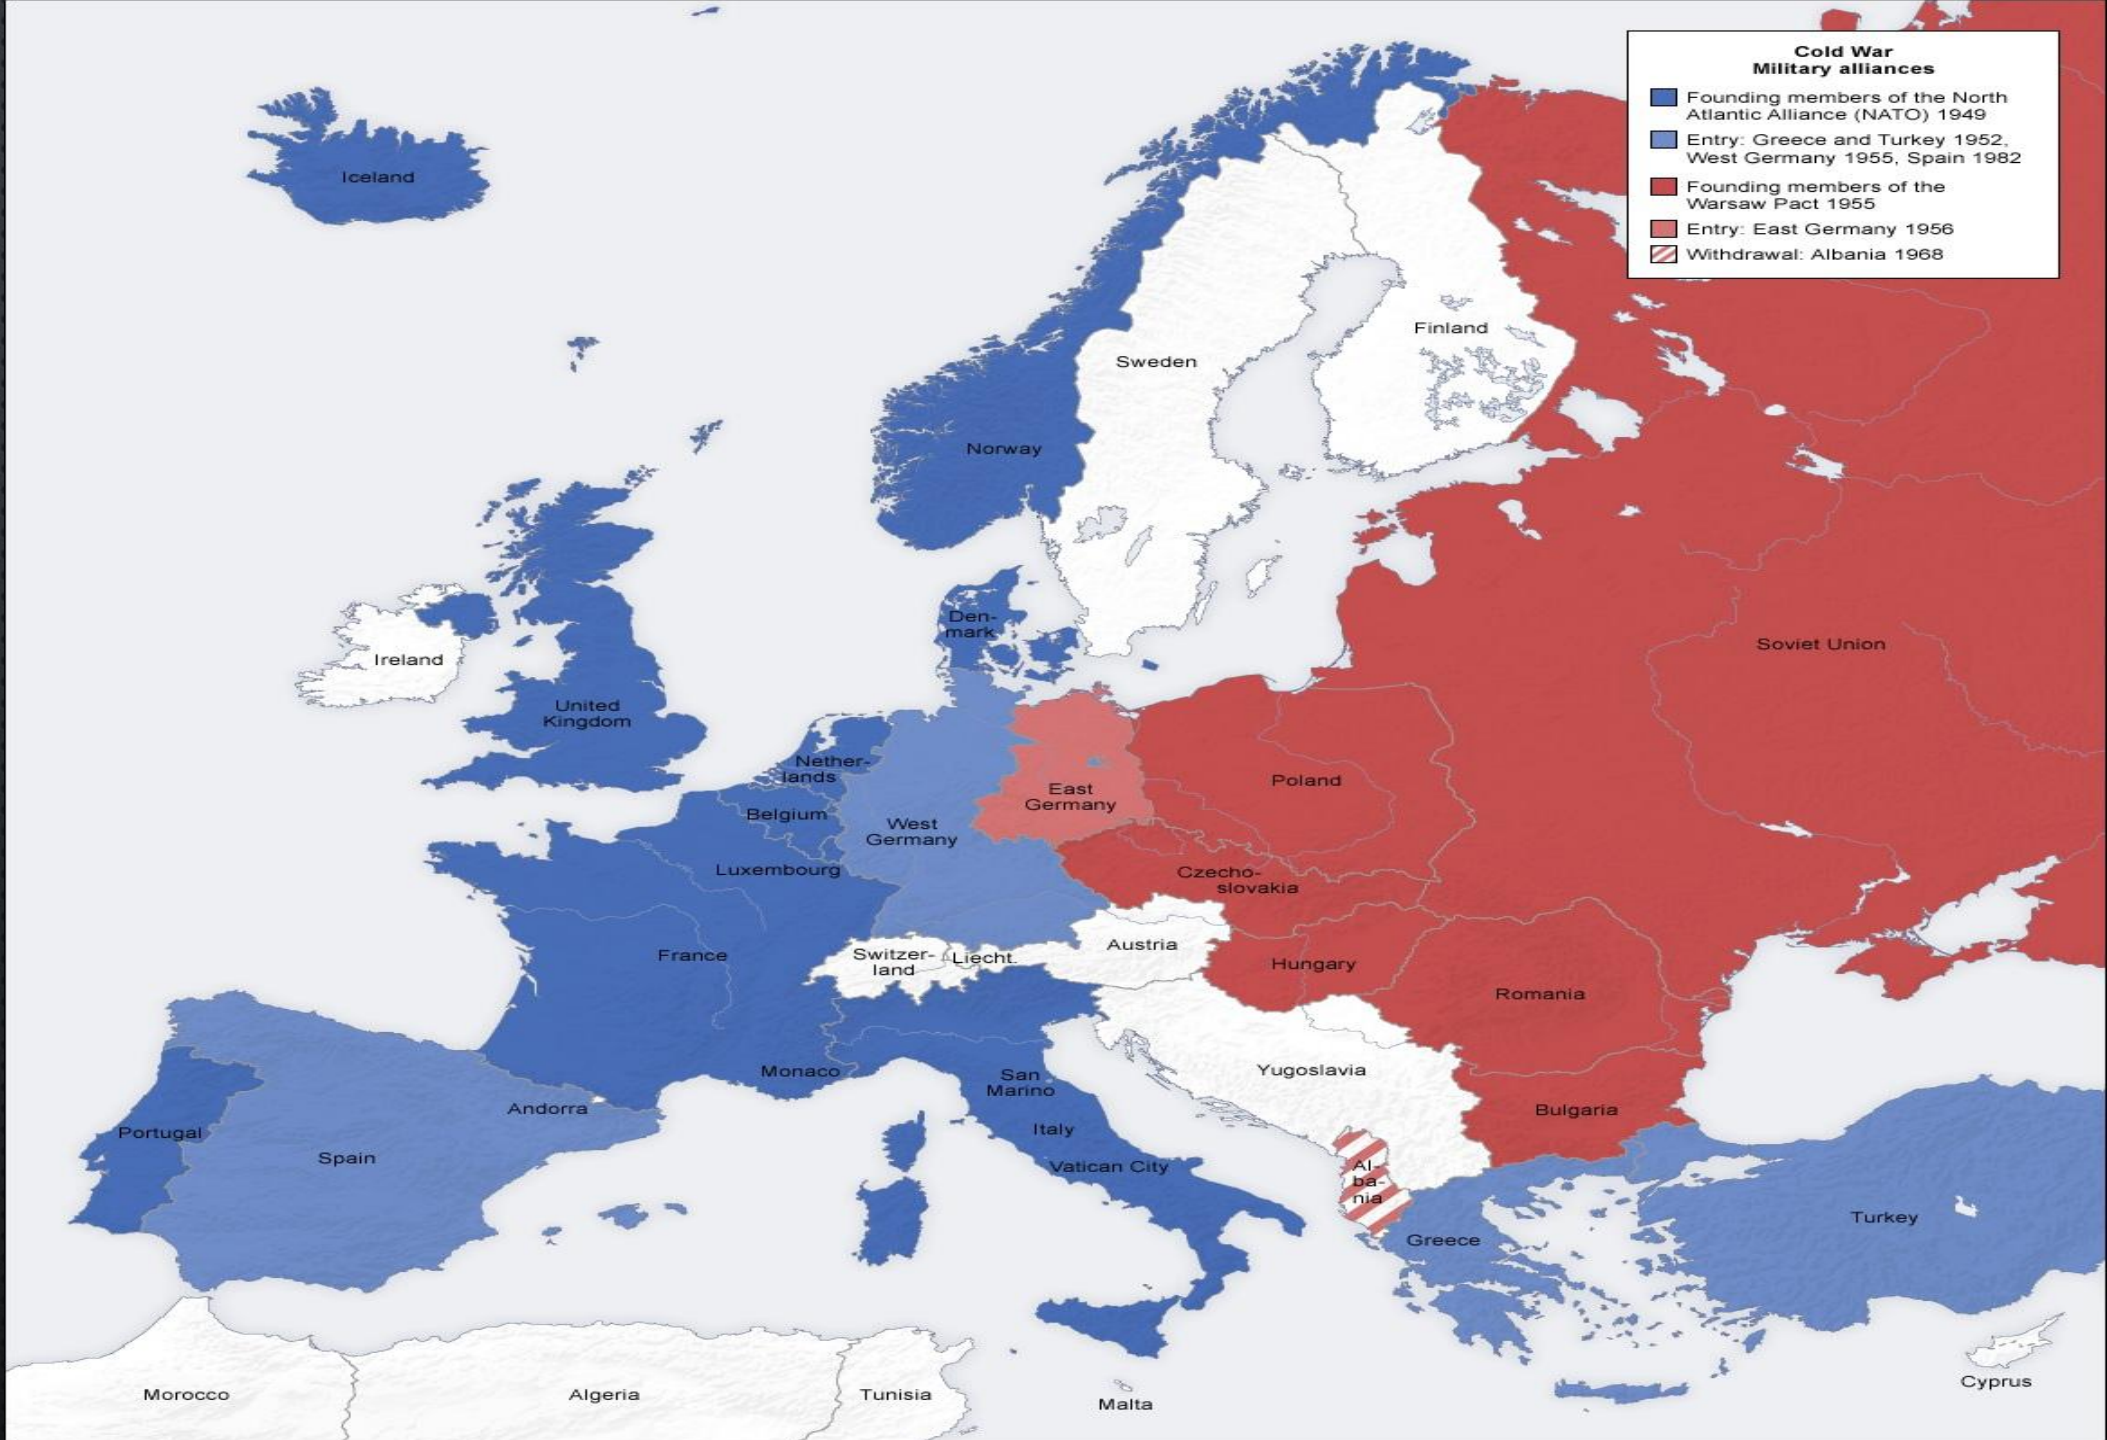 Cold War
Military alliances
Founding members of the North
Atlantic Alliance (NATO) 1949
Entry: Greece and Turkey 1952,
West Germany 1955, Spain 1982
Founding members of the
Warsaw Pact 1955
Entry: East Germany 1956
Withdrawal: Albania 1968
Iceland
Finland
Sweden
Norway
Den-
mark
Soviet Union
Ireland
United
Kingdom
Nether-
lands
Belgium
Luxembourg
West
Germany
East
Germany
Poland
Czecho-
slovakia
France
Switzer-
land
Liecht.
Austria
Hungary
Romania
Monaco
San
Marino
Yugoslavia
Andorra
Bulgaria
Portugal
Spain
Italy
Vatican City
Al-
ba-
nia
Greece
Turkey
Morocco
Algeria
Tunisia
Malta
Cyprus